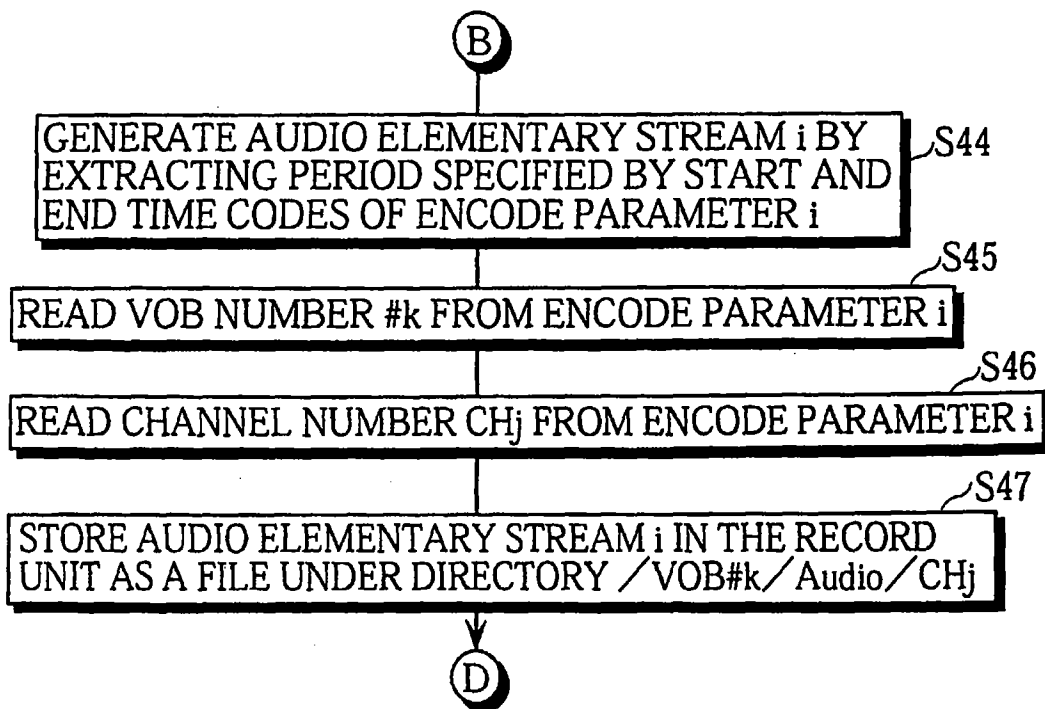 B
GENERATE AUDIO ELEMENTARY STREAM i BY
EXTRACTING PERIOD SPECIFIED BY START AND
END TIME CODES OF ENCODE PARAMETER i
S44
S45
READ VOB NUMBER #k FROM ENCODE PARAMETER i
S46
READ CHANNEL NUMBER CHj FROM ENCODE PARAMETER i
S47
STORE AUDIO ELEMENTARY STREAM i IN THE RECORD
UNIT AS A FILE UNDER DIRECTORY /VOB#k/Audio/CHj
D